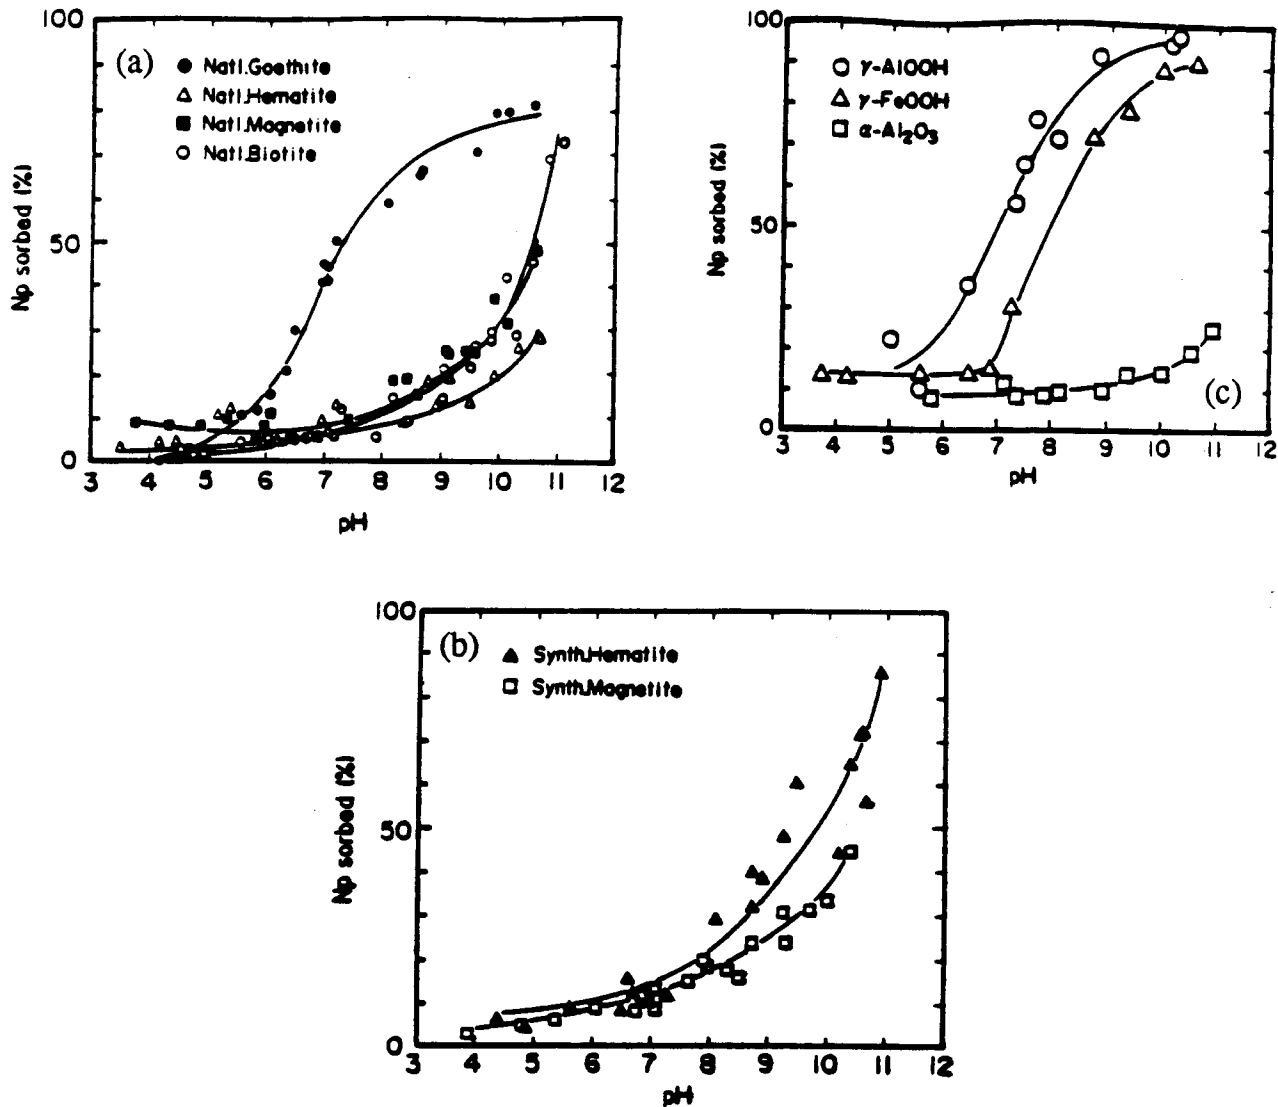 100
(a)
Natl.Goethite
Natl.Hematite
Natl.Magnetite
Natl.Biotite
Np sorbed (%)
50
0
3 4 5 6 7 8 9 10 11 12
pH
100
γ-AlOOH
γ-FeOOH
α-Al₂O₃
Np sorbed (%)
50
(c)
0
3 4 5 6 7 8 9 10 11 12
pH
100
(b)
Synth.Hematite
Synth.Magnetite
Np sorbed (%)
50
0
3 4 5 6 7 8 9 10 11 12
pH